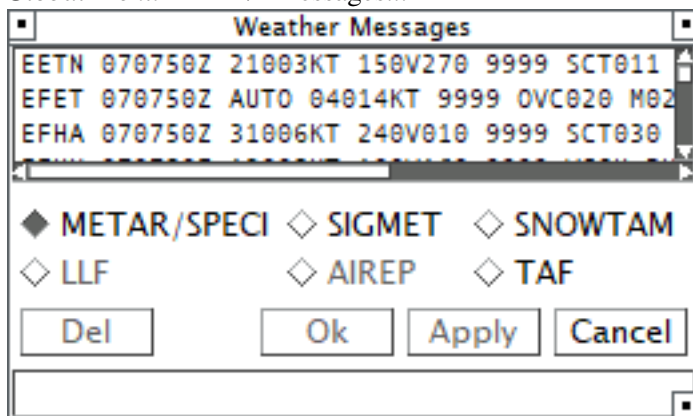 Weather Messages
EETN 070750Z 21003KT 150V270 9999 SCT011
EFET 070750Z AUTO 04014KT 9999 OVC020 M02
EFHA 070750Z 31006KT 240V010 9999 SCT030
METAR/SPECI SIGMET SNOWTAM
LLF AIREP TAF
Del Ok Apply Cancel